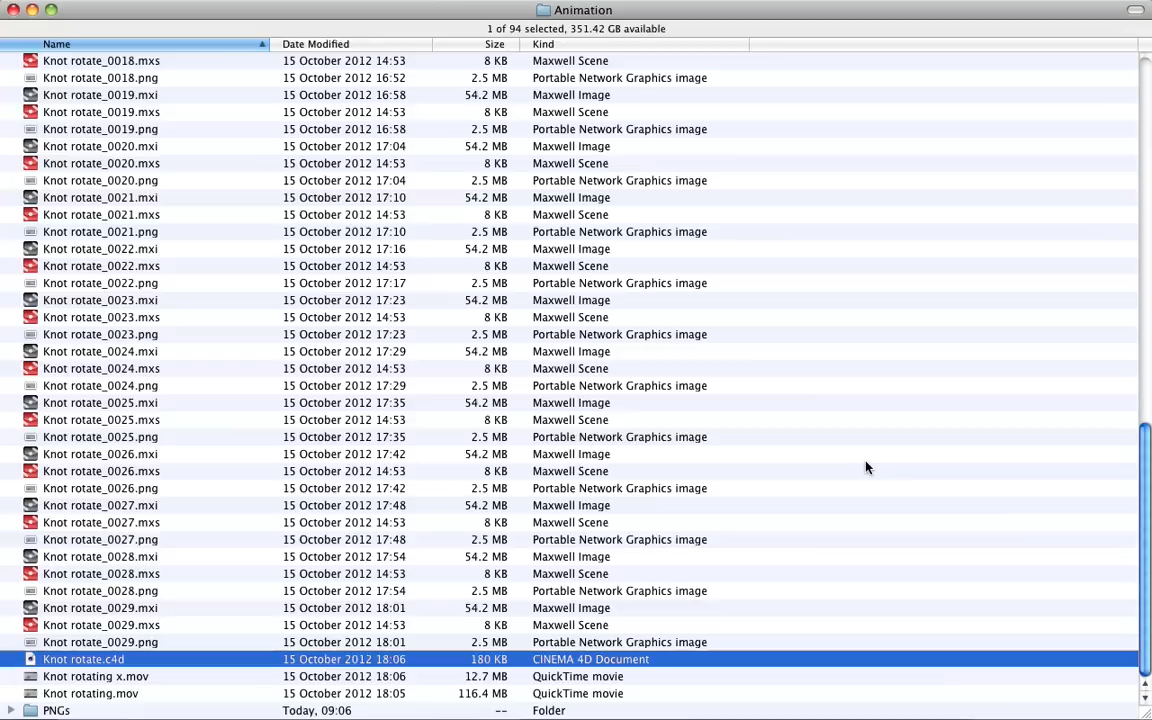 Animation
1 of 94 selected, 351.42 GB available
Name Date Modified Size Kind
Knot rotate_0018.mxs 15 October 2012 14:53 8 KB Maxwell Scene
Knot rotate_0018.png 15 October 2012 16:52 2.5 MB Portable Network Graphics image
Knot rotate_0019.mxi 15 October 2012 16:58 54.2 MB Maxwell Image
Knot rotate_0019.mxs 15 October 2012 14:53 8 KB Maxwell Scene
Knot rotate_0019.png 15 October 2012 16:58 2.5 MB Portable Network Graphics image
Knot rotate_0020.mxi 15 October 2012 17:04 54.2 MB Maxwell Image
Knot rotate_0020.mxs 15 October 2012 14:53 8 KB Maxwell Scene
Knot rotate_0020.png 15 October 2012 17:04 2.5 MB Portable Network Graphics image
Knot rotate_0021.mxi 15 October 2012 17:10 54.2 MB Maxwell Image
Knot rotate_0021.mxs 15 October 2012 14:53 8 KB Maxwell Scene
Knot rotate_0021.png 15 October 2012 17:10 2.5 MB Portable Network Graphics image
Knot rotate_0022.mxi 15 October 2012 17:16 54.2 MB Maxwell Image
Knot rotate_0022.mxs 15 October 2012 14:53 8 KB Maxwell Scene
Knot rotate_0022.png 15 October 2012 17:17 2.5 MB Portable Network Graphics image
Knot rotate_0023.mxi 15 October 2012 17:23 54.2 MB Maxwell Image
Knot rotate_0023.mxs 15 October 2012 14:53 8 KB Maxwell Scene
Knot rotate_0023.png 15 October 2012 17:23 2.5 MB Portable Network Graphics image
Knot rotate_0024.mxi 15 October 2012 17:29 54.2 MB Maxwell Image
Knot rotate_0024.mxs 15 October 2012 14:53 8 KB Maxwell Scene
Knot rotate_0024.png 15 October 2012 17:29 2.5 MB Portable Network Graphics image
Knot rotate_0025.mxi 15 October 2012 17:35 54.2 MB Maxwell Image
Knot rotate_0025.mxs 15 October 2012 14:53 8 KB Maxwell Scene
Knot rotate_0025.png 15 October 2012 17:35 2.5 MB Portable Network Graphics image
Knot rotate_0026.mxi 15 October 2012 17:42 54.2 MB Maxwell Image
Knot rotate_0026.mxs 15 October 2012 14:53 8 KB Maxwell Scene
Knot rotate_0026.png 15 October 2012 17:42 2.5 MB Portable Network Graphics image
Knot rotate_0027.mxi 15 October 2012 17:48 54.2 MB Maxwell Image
Knot rotate_0027.mxs 15 October 2012 14:53 8 KB Maxwell Scene
Knot rotate_0027.png 15 October 2012 17:48 2.5 MB Portable Network Graphics image
Knot rotate_0028.mxi 15 October 2012 17:54 54.2 MB Maxwell Image
Knot rotate_0028.mxs 15 October 2012 14:53 8 KB Maxwell Scene
Knot rotate_0028.png 15 October 2012 17:54 2.5 MB Portable Network Graphics image
Knot rotate_0029.mxi 15 October 2012 18:01 54.2 MB Maxwell Image
Knot rotate_0029.mxs 15 October 2012 14:53 8 KB Maxwell Scene
Knot rotate_0029.png 15 October 2012 18:01 2.5 MB Portable Network Graphics image
Knot rotate.c4d 15 October 2012 18:06 180 KB CINEMA 4D Document
Knot rotating x.mov 15 October 2012 18:06 12.7 MB QuickTime movie
Knot rotating.mov 15 October 2012 18:05 116.4 MB QuickTime movie
PNGs Today, 09:06 -- Folder